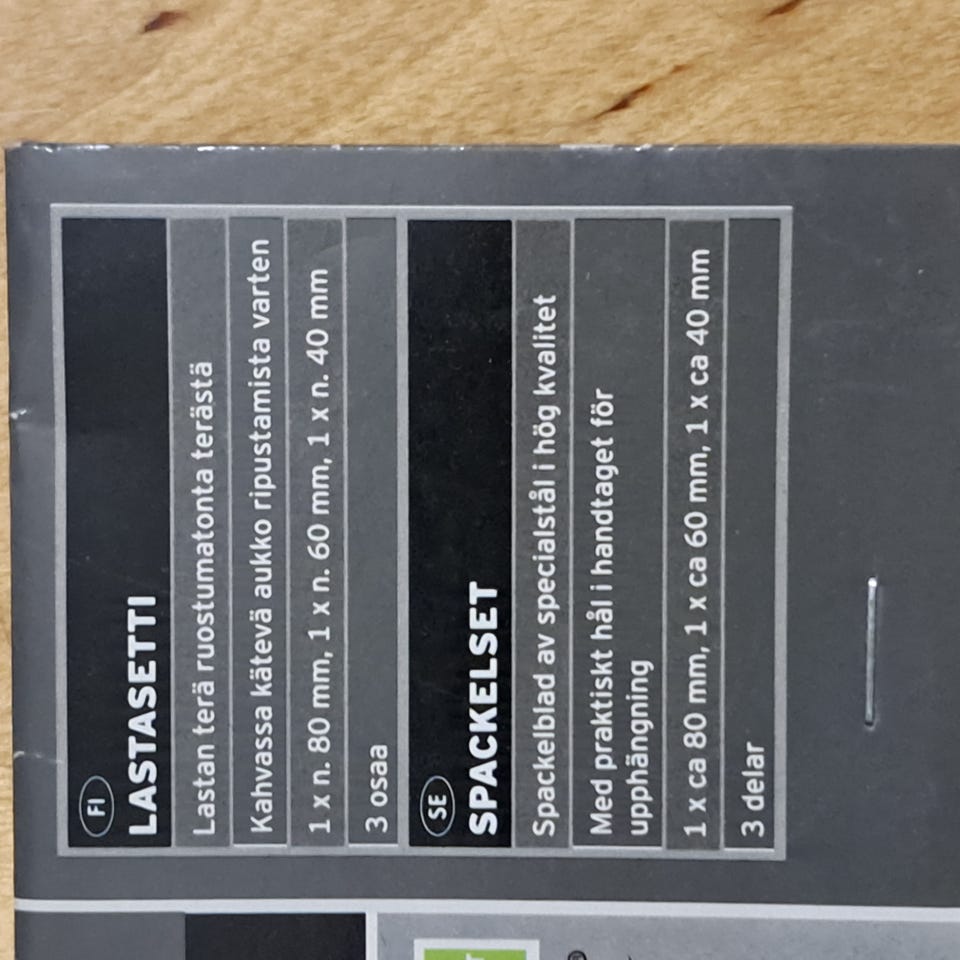 FI
LASTASETTI
Lastan terä ruostumatonta terästä
Kahvassa kätevä aukko ripustamista varten
1 x n. 80 mm, 1 x n. 60 mm, 1 x n. 40 mm
3 osaa
SE
SPACKELSET
Spackelblad av specialstål i hög kvalitet
Med praktiskt hål i handtaget för
upphängning
1 x ca 80 mm, 1 x ca 60 mm, 1 x ca 40 mm
3 delar